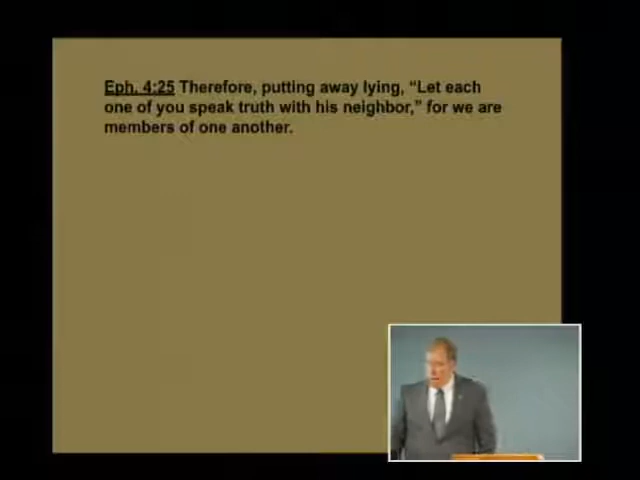 Eph. 4:25 Therefore, putting away lying, “Let each
one of you speak truth with his neighbor,” for we are
members of one another.